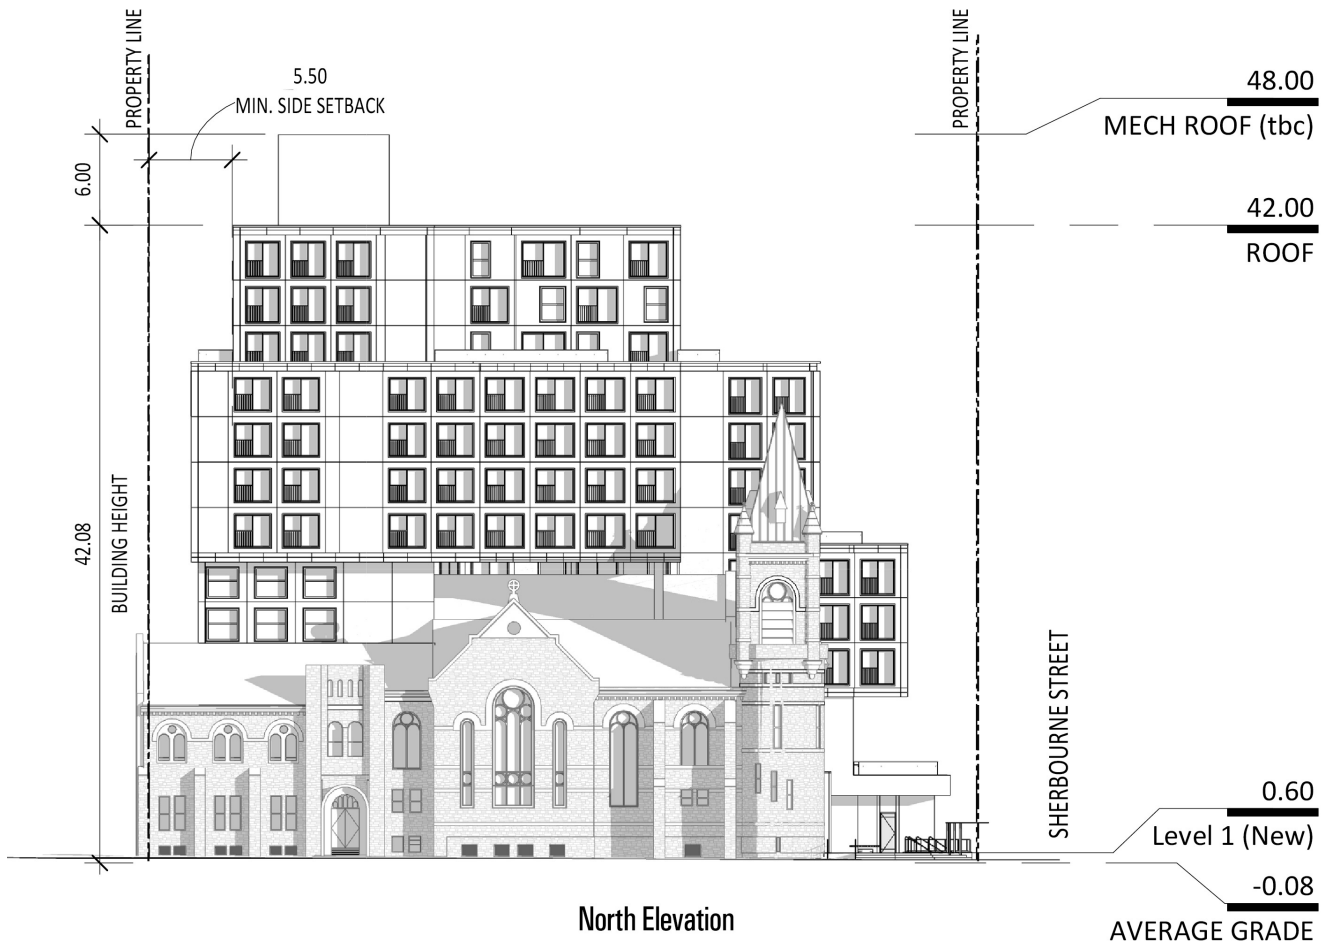 PROPERTY LINE
PROPERTY LINE
5.50
MIN. SIDE SETBACK
48.00
MECH ROOF (tbc)
6.00
42.00
ROOF
42.08
BUILDING HEIGHT
SHERBOURNE STREET
0.60
Level 1 (New)
-0.08
AVERAGE GRADE
North Elevation